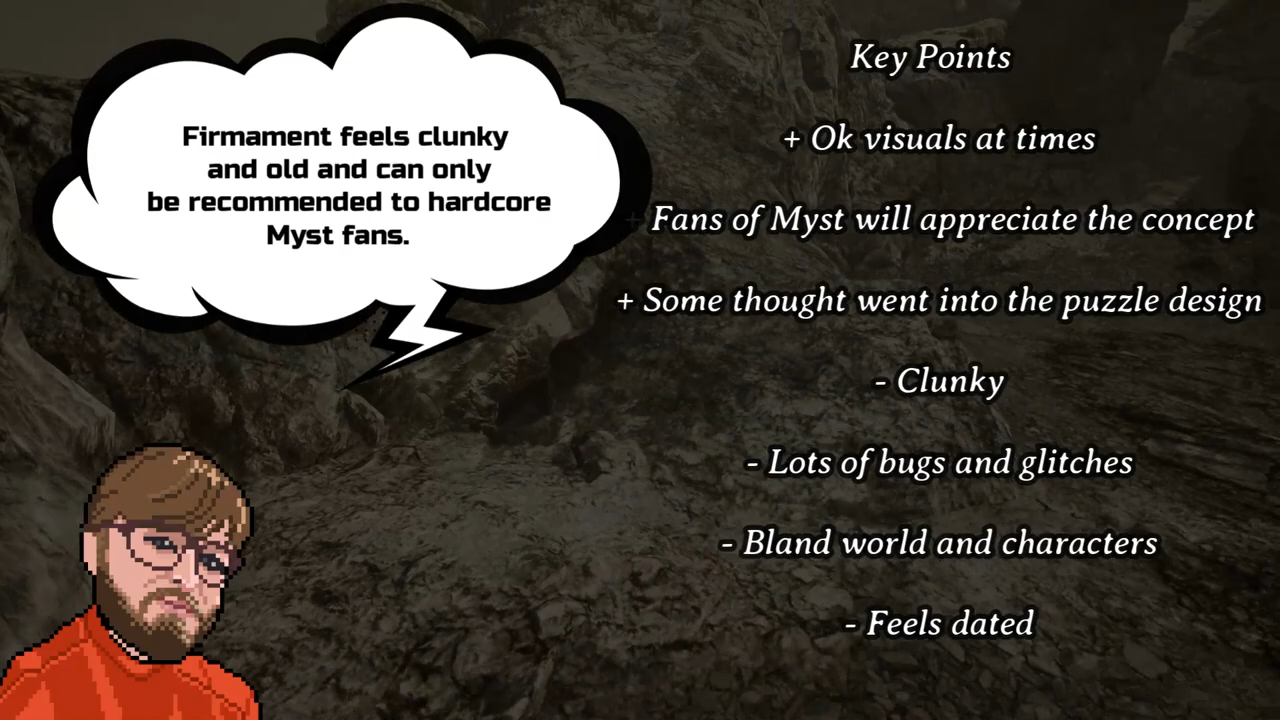 Firmament feels clunky
and old and can only
be recommended to hardcore
Myst fans.
Key Points
+ Ok visuals at times
+ Fans of Myst will appreciate the concept
+ Some thought went into the puzzle design
- Clunky
- Lots of bugs and glitches
- Bland world and characters
- Feels dated